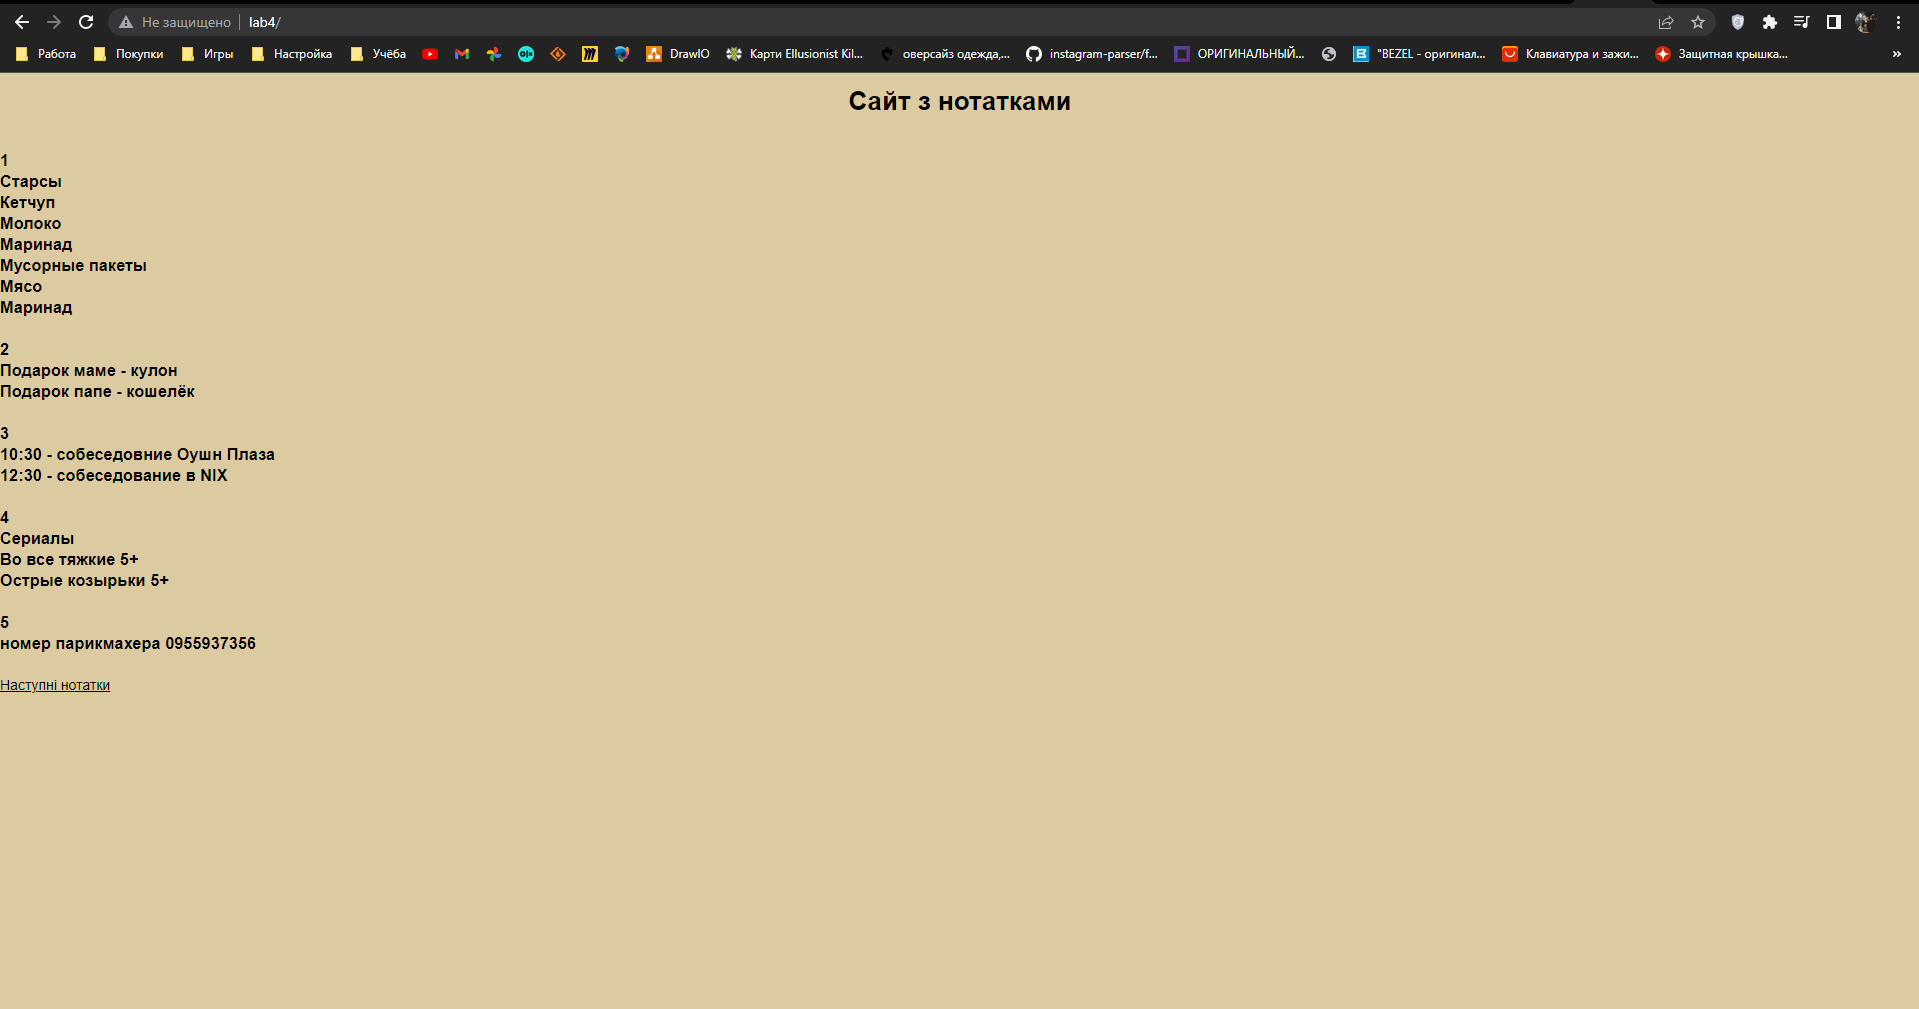 Не защищено lab4/
Работа Покупки Игры Настройка Учёба DrawIO Карти Ellusionist Kil... оверсайз одежда,... instagram-parser/f... ОРИГИНАЛЬНЫЙ... "BEZEL - оригинал... Клавиатура и зажи... Защитная крышка... »
Сайт з нотатками
1
Старсы
Кетчуп
Молоко
Маринад
Мусорные пакеты
Мясо
Маринад
2
Подарок маме - кулон
Подарок папе - кошелёк
3
10:30 - собеседовние Оушн Плаза
12:30 - собеседование в NIX
4
Сериалы
Во все тяжкие 5+
Острые козырьки 5+
5
номер парикмахера 0955937356
Наступні нотатки